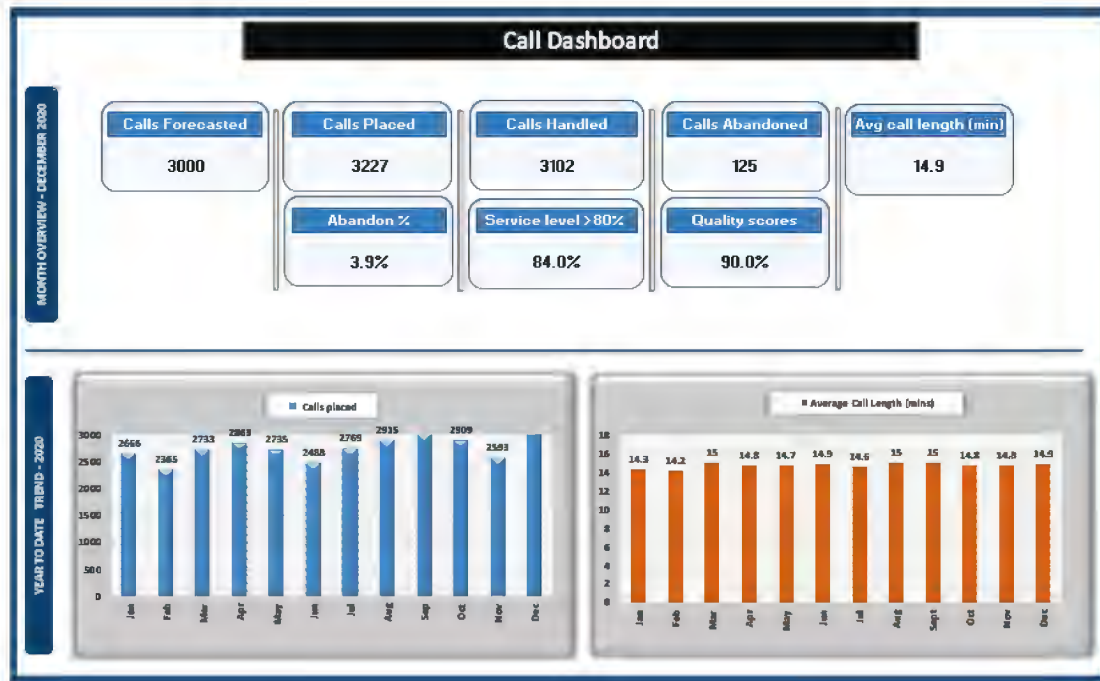 Call Dashboard
MONTH OVERVIEW - DECEMBER 2020
Calls Forecasted
3000
Calls Placed
3227
Calls Handled
3102
Calls Abandoned
125
Avg call length (min)
14.9
Abandon %
3.9%
Service level >80%
84.0%
Quality scores
90.0%
YEAR TO DATE TREND - 2020
Calls placed
3000
2500
2000
1500
1000
500
0
2666
2365
2733
2863
2735
2488
2769
2915
2909
2593
Jan
Feb
Mar
Apr
May
Jun
Jul
Aug
Sep
Oct
Nov
Dec
Average Call Length (mins)
18
16
14
12
10
8
6
4
2
0
14.3
14.2
15
14.8
14.7
14.9
14.6
15
15
14.8
14.8
14.9
Jan
Feb
Mar
Apr
May
Jun
Jul
Aug
Sept
Oct
Nov
Dec